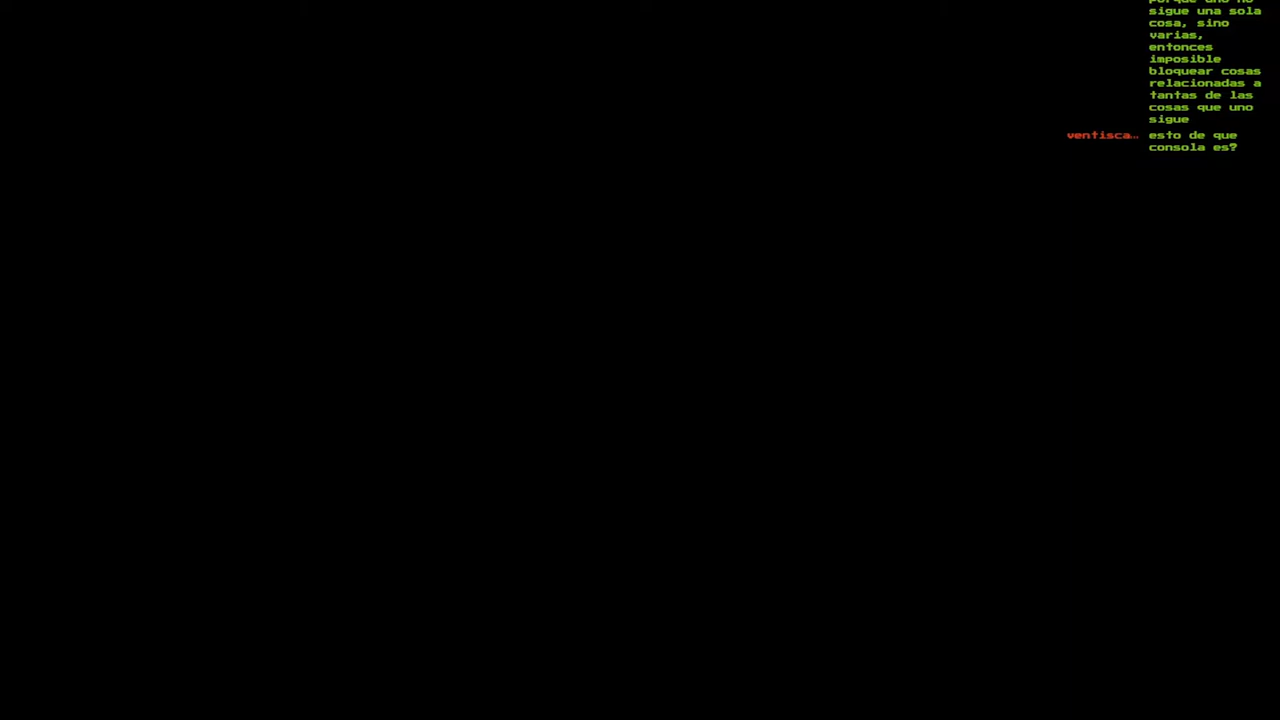 sigue una sola
cosa, sino
varias,
entonces
imposible
bloquear cosas
relacionadas a
tantas de las
cosas que uno
sigue
ventisca… esto de que
consola es?